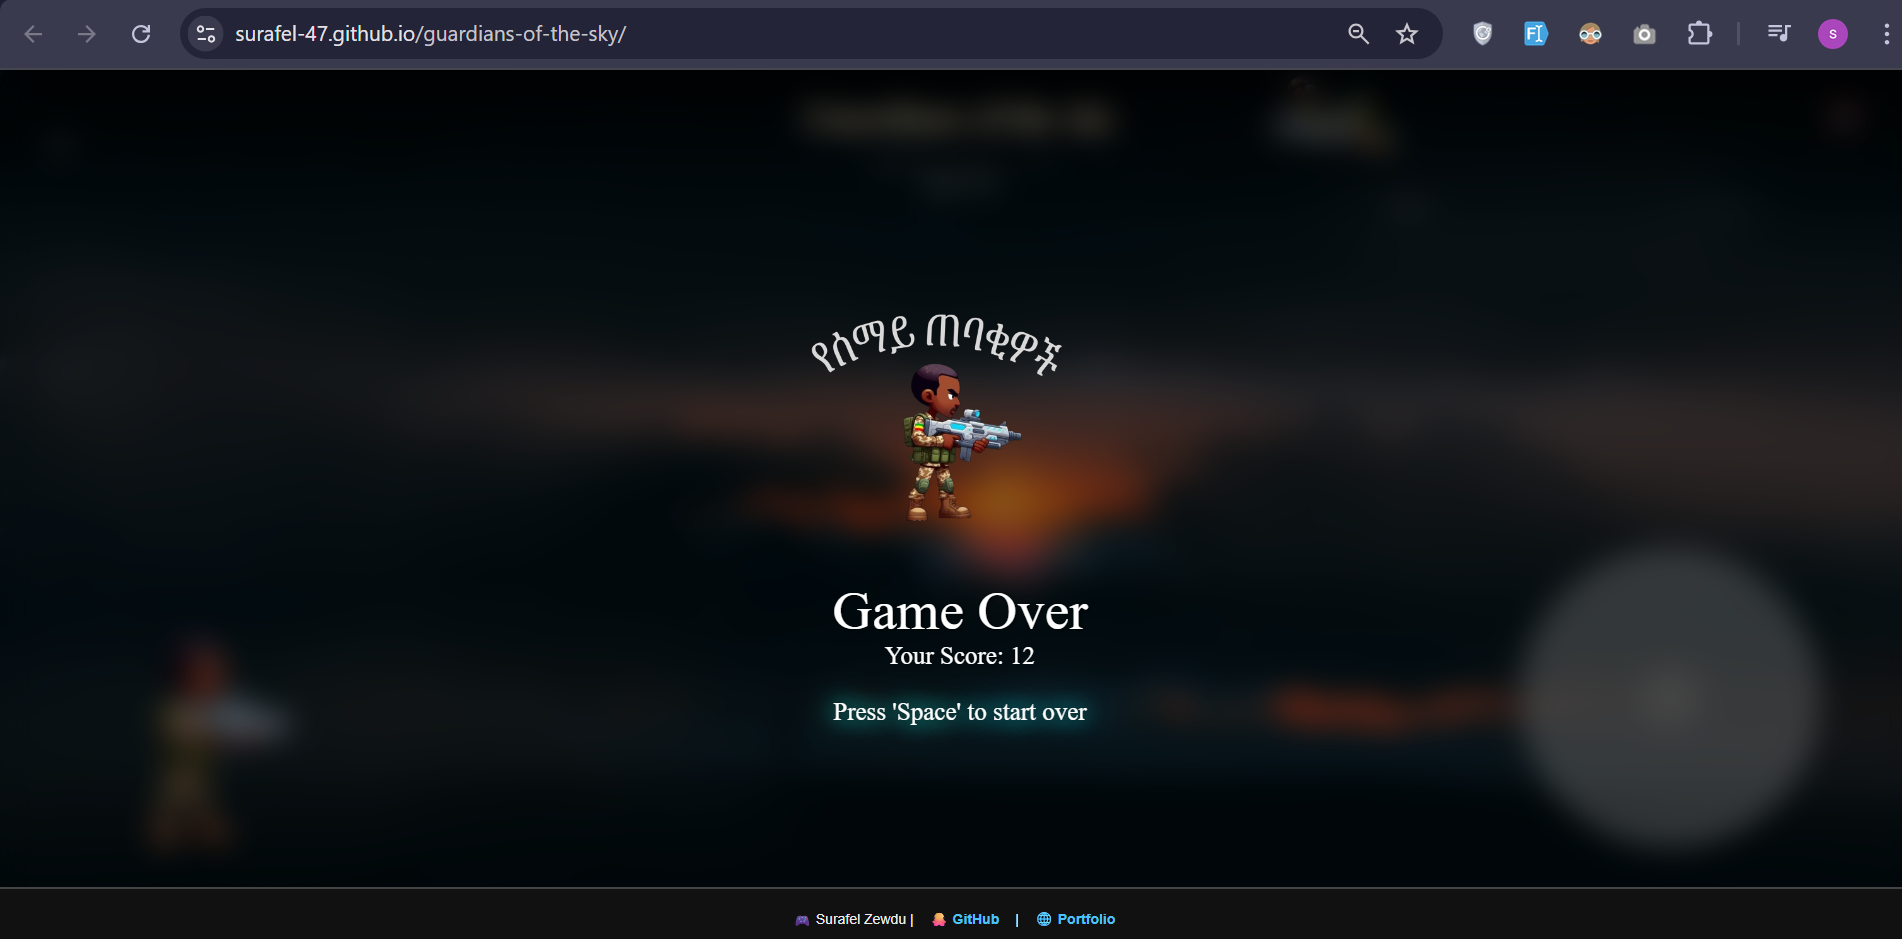 surafel-47.github.io/guardians-of-the-sky/
S
የሰማይ ጠባቂዎች
Game Over
Your Score: 12
Press 'Space' to start over
Surafel Zewdu | GitHub | Portfolio